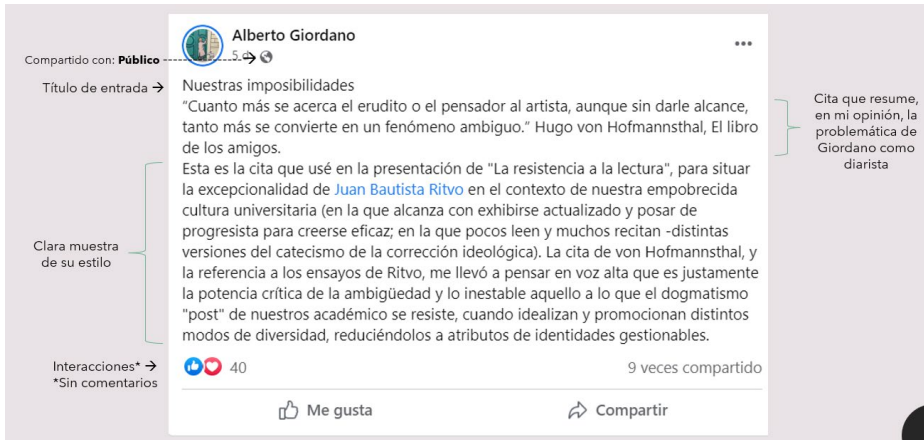 Alberto Giordano
5 d
Compartido con: Público
Título de entrada →
Nuestras imposibilidades
“Cuanto más se acerca el erudito o el pensador al artista, aunque sin darle alcance,
tanto más se convierte en un fenómeno ambiguo.” Hugo von Hofmannsthal, El libro
de los amigos.
Cita que resume,
en mi opinión, la
problemática de
Giordano como
diarista
Esta es la cita que usé en la presentación de "La resistencia a la lectura", para situar
la excepcionalidad de Juan Bautista Ritvo en el contexto de nuestra empobrecida
cultura universitaria (en la que alcanza con exhibirse actualizado y posar de
progresista para creerse eficaz; en la que pocos leen y muchos recitan -distintas
versiones del catecismo de la corrección ideológica). La cita de von Hofmannsthal, y
la referencia a los ensayos de Ritvo, me llevó a pensar en voz alta que es justamente
la potencia crítica de la ambigüedad y lo inestable aquello a lo que el dogmatismo
"post" de nuestros académico se resiste, cuando idealizan y promocionan distintos
modos de diversidad, reduciéndolos a atributos de identidades gestionables.
Clara muestra
de su estilo
Interacciones* →
*Sin comentarios
40
9 veces compartido
Me gusta
Compartir